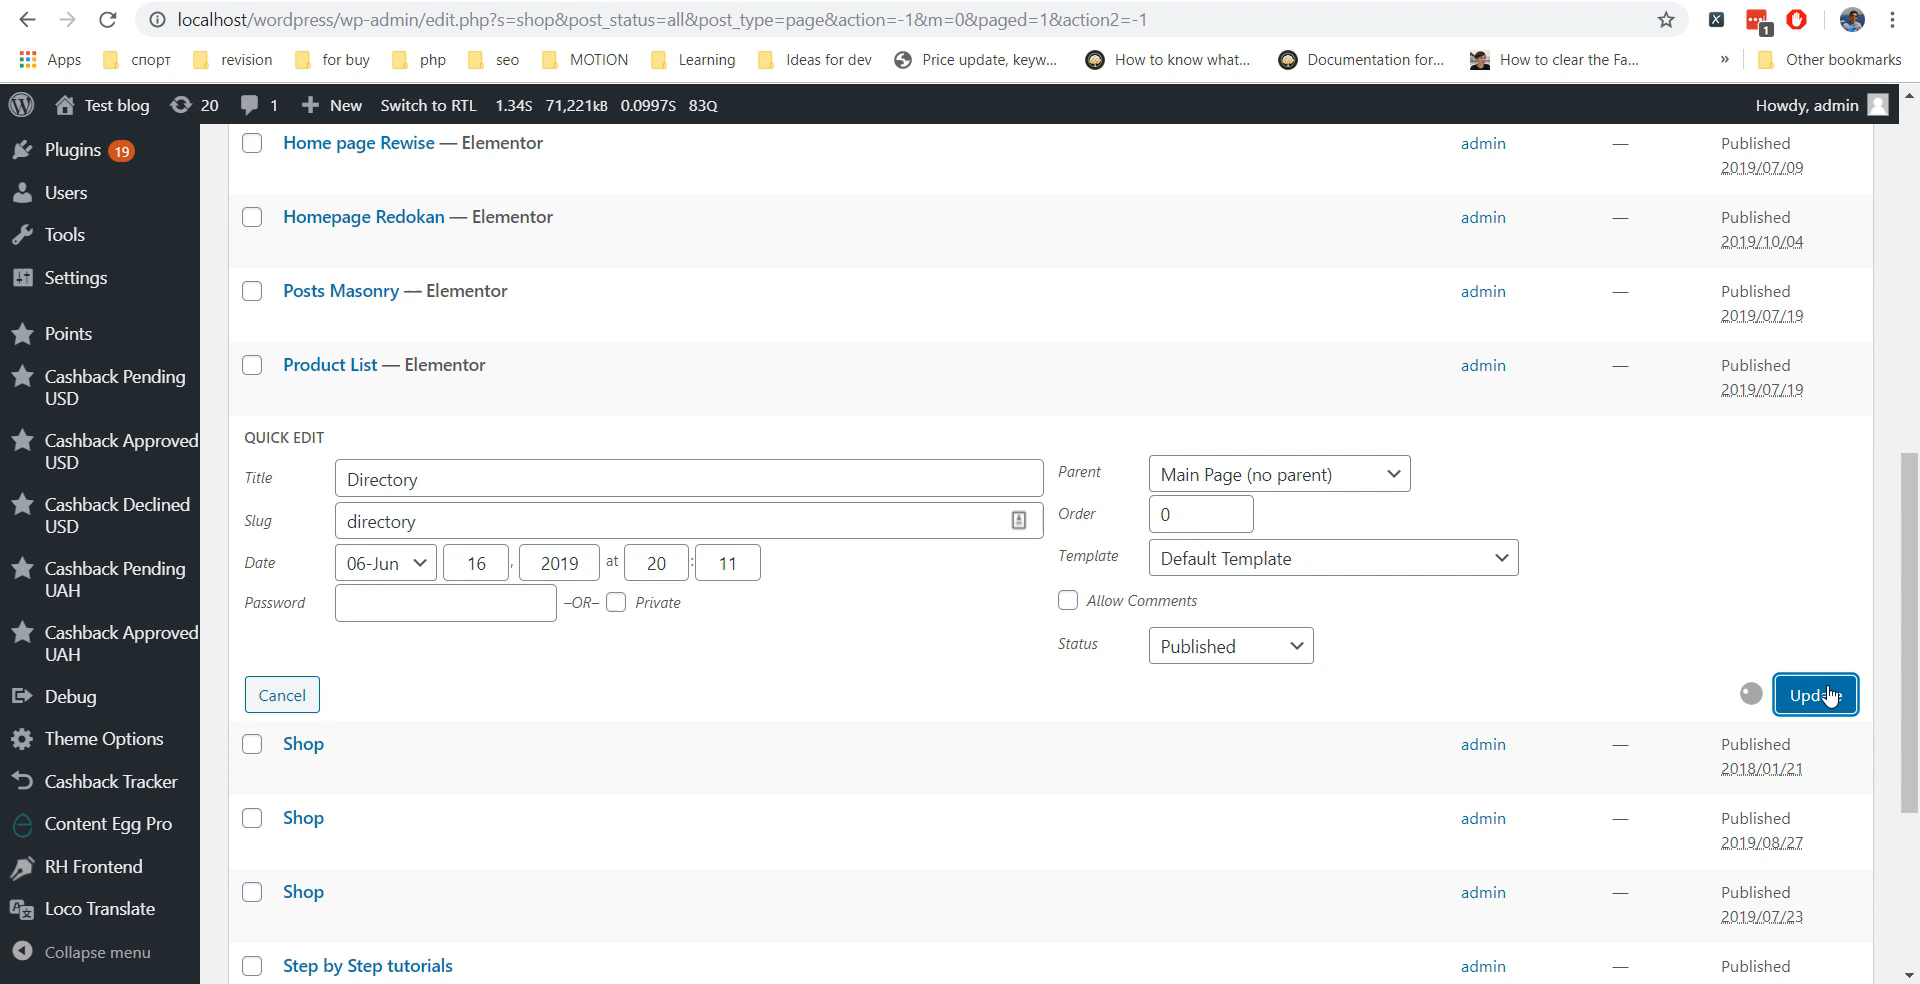 localhost/wordpress/wp-admin/edit.php?s=shop&post_status=all&post_type=page&action=-1&m=0&paged=1&action2=-1
1
Apps спорт revision for buy php seo MOTION Learning Ideas for dev Price update, keyw... How to know what... Documentation for... How to clear the Fa... » Other bookmarks
Test blog 20 1 New Switch to RTL 1.34S 71,221KB 0.0997S 83Q Howdy, admin
Plugins 19
Users
Tools
Settings
Points
Cashback Pending
USD
Cashback Approved
USD
Cashback Declined
USD
Cashback Pending
UAH
Cashback Approved
UAH
Debug
Theme Options
Cashback Tracker
Content Egg Pro
RH Frontend
Loco Translate
Collapse menu
Home page Rewise — Elementor admin — Published
2019/07/09
Homepage Redokan — Elementor admin — Published
2019/10/04
Posts Masonry — Elementor admin — Published
2019/07/19
Product List — Elementor admin — Published
2019/07/19
QUICK EDIT
Title Directory
Slug directory
Date 06-Jun 16 , 2019 at 20 : 11
Password –OR– Private
Parent Main Page (no parent)
Order 0
Template Default Template
Allow Comments
Status Published
Cancel
Shop admin — Published
2018/01/21
Shop admin — Published
2019/08/27
Shop admin — Published
2019/07/23
Step by Step tutorials admin — Published